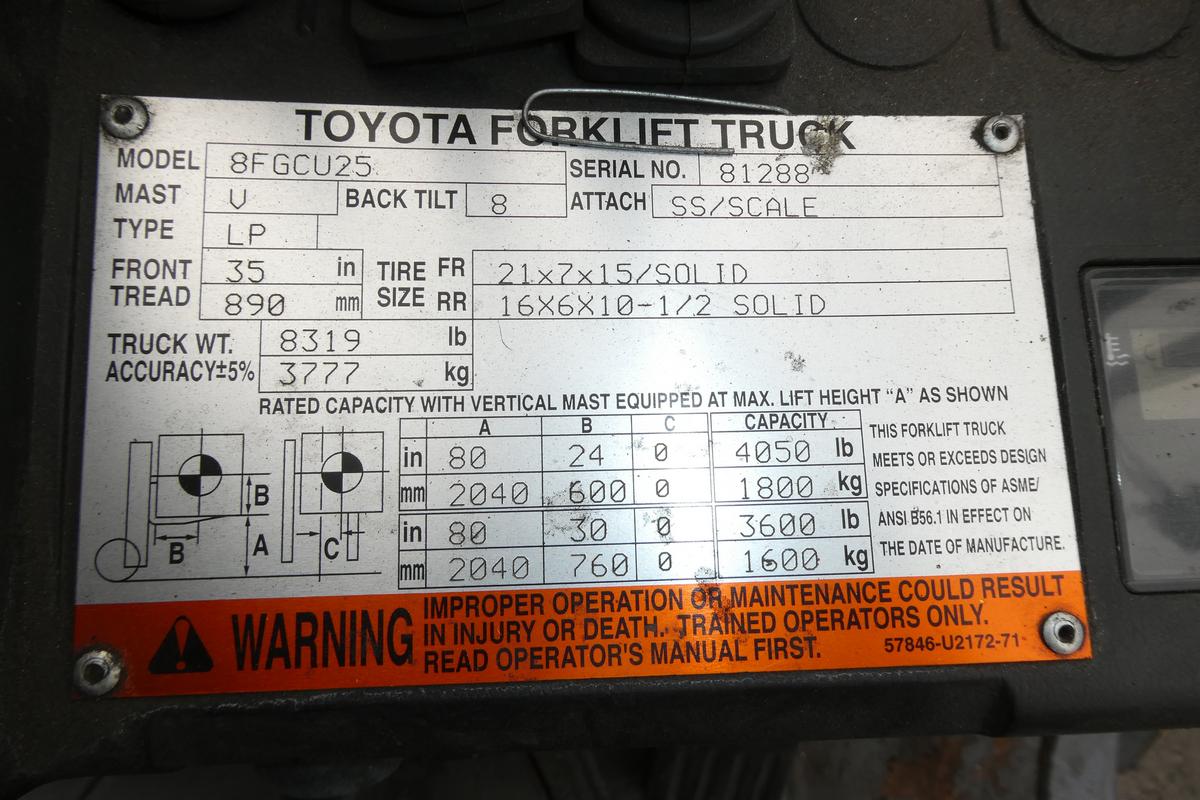 TOYOTA FORKLIFT TRUCK
MODEL 8FGCU25 SERIAL NO. 81288
MAST V BACK TILT 8 ATTACH SS/SCALE
TYPE LP
FRONT TREAD 35 in TIRE SIZE FR 21x7x15/SOLID
890 mm RR 16X6X10-1/2 SOLID
TRUCK WT. 8319 lb
ACCURACY±5% 3777 kg
RATED CAPACITY WITH VERTICAL MAST EQUIPPED AT MAX. LIFT HEIGHT "A" AS SHOWN
A B C CAPACITY
in 80 24 0 4050 lb
mm 2040 600 0 1800 kg
in 80 30 0 3600 lb
mm 2040 760 0 1600 kg
B
B
A
C
THIS FORKLIFT TRUCK
MEETS OR EXCEEDS DESIGN
SPECIFICATIONS OF ASME/
ANSI B56.1 IN EFFECT ON
THE DATE OF MANUFACTURE.
WARNING
IMPROPER OPERATION OR MAINTENANCE COULD RESULT
IN INJURY OR DEATH. TRAINED OPERATORS ONLY.
READ OPERATOR'S MANUAL FIRST.
57846-U2172-71